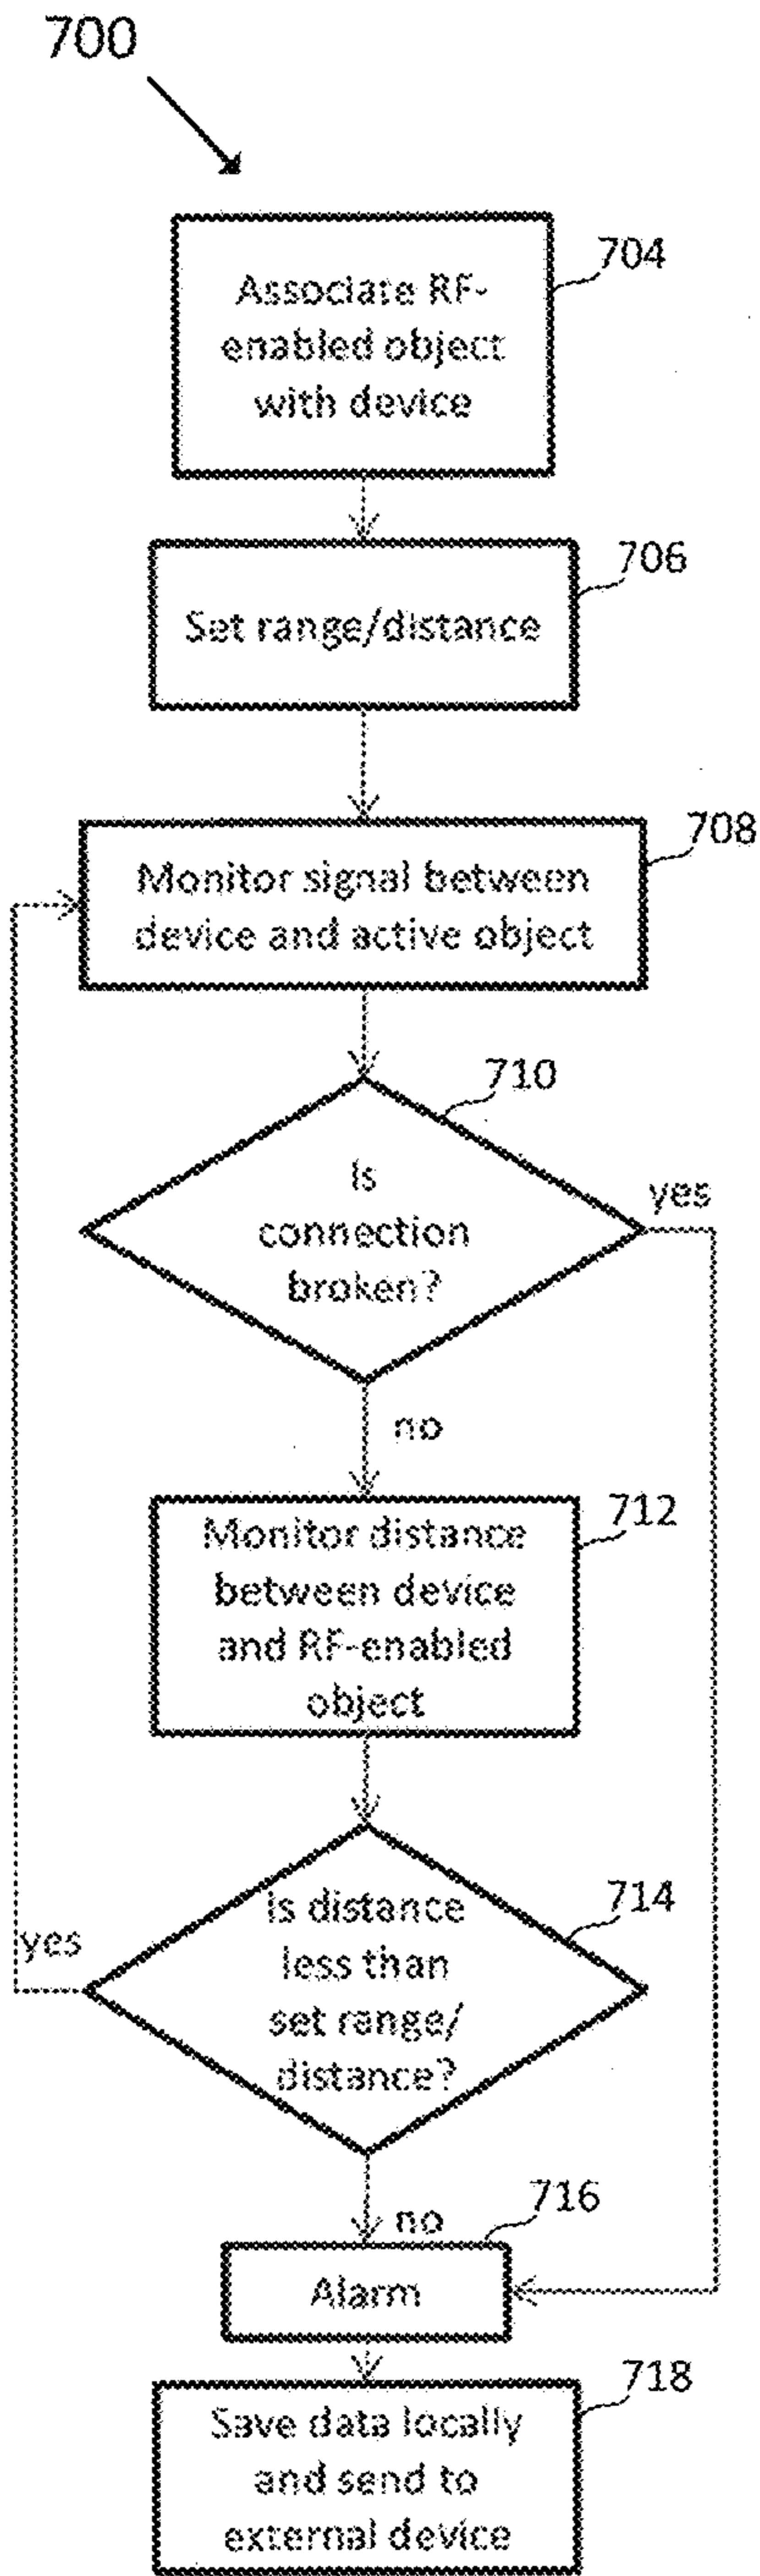 700
704
Associate RF-
enabled object
with device
706
Set range/distance
708
Monitor signal between
device and active object
710
Is
connection
broken?
yes
no
712
Monitor distance
between device
and RF-enabled
object
714
Is distance
less than
set range/
distance?
yes
no
716
Alarm
718
Save data locally
and send to
external device